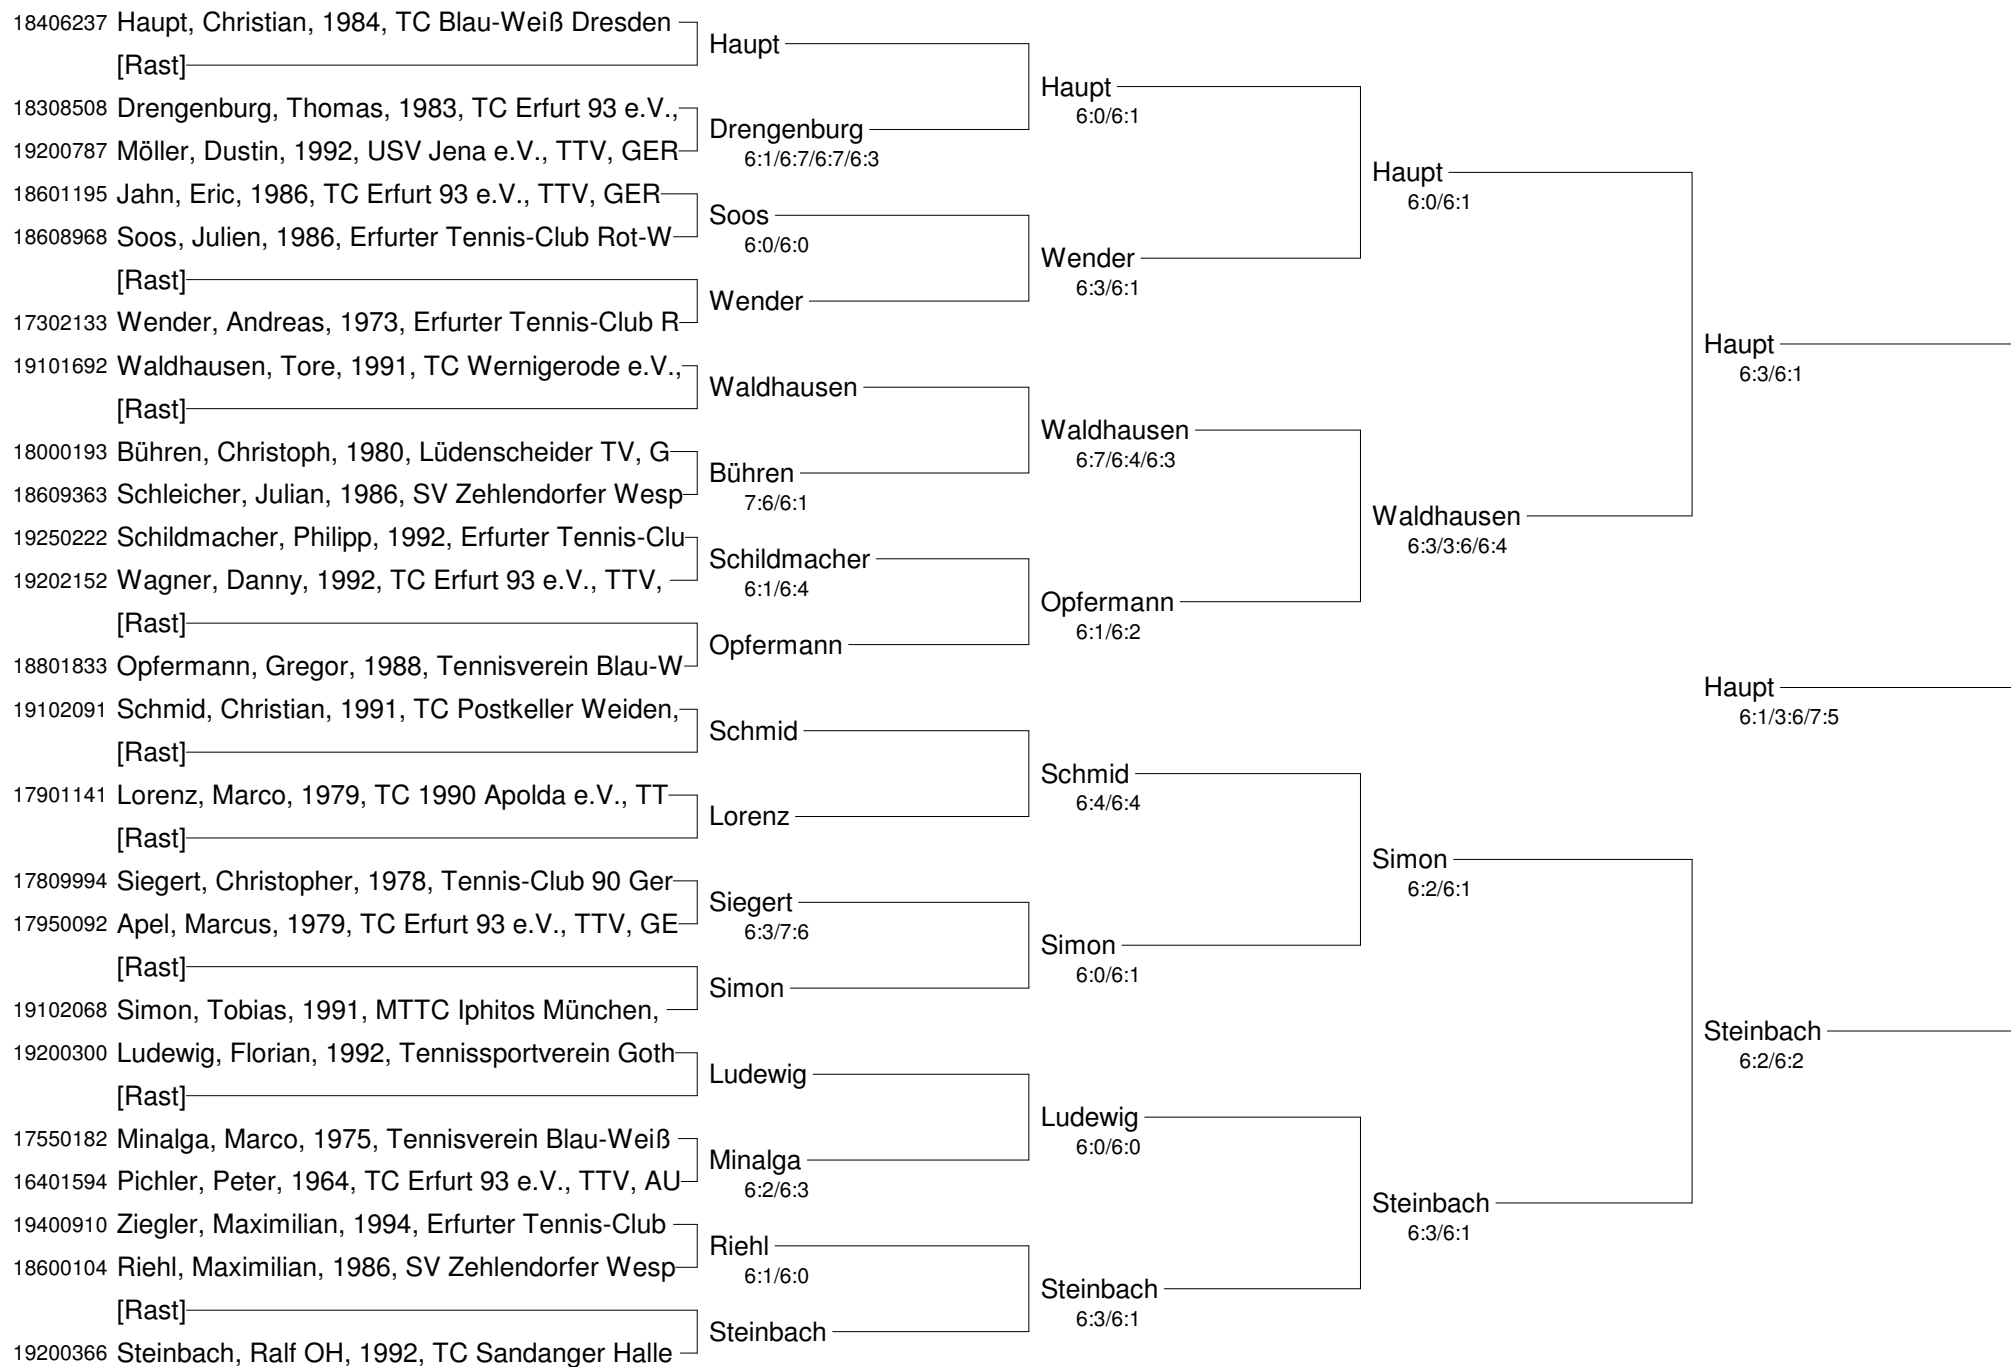 18406237 Haupt, Christian, 1984, TC Blau-Weiß Dresden
[Rast]
18308508 Drengenburg, Thomas, 1983, TC Erfurt 93 e.V.,
19200787 Möller, Dustin, 1992, USV Jena e.V., TTV, GER
18601195 Jahn, Eric, 1986, TC Erfurt 93 e.V., TTV, GER
18608968 Soos, Julien, 1986, Erfurter Tennis-Club Rot-W
[Rast]
17302133 Wender, Andreas, 1973, Erfurter Tennis-Club R
19101692 Waldhausen, Tore, 1991, TC Wernigerode e.V.,
[Rast]
18000193 Bühren, Christoph, 1980, Lüdenscheider TV, G
18609363 Schleicher, Julian, 1986, SV Zehlendorfer Wesp
19250222 Schildmacher, Philipp, 1992, Erfurter Tennis-Clu
19202152 Wagner, Danny, 1992, TC Erfurt 93 e.V., TTV,
[Rast]
18801833 Opfermann, Gregor, 1988, Tennisverein Blau-W
19102091 Schmid, Christian, 1991, TC Postkeller Weiden,
[Rast]
17901141 Lorenz, Marco, 1979, TC 1990 Apolda e.V., TT
[Rast]
17809994 Siegert, Christopher, 1978, Tennis-Club 90 Ger
17950092 Apel, Marcus, 1979, TC Erfurt 93 e.V., TTV, GE
[Rast]
19102068 Simon, Tobias, 1991, MTTC Iphitos München,
19200300 Ludewig, Florian, 1992, Tennissportverein Goth
[Rast]
17550182 Minalga, Marco, 1975, Tennisverein Blau-Weiß
16401594 Pichler, Peter, 1964, TC Erfurt 93 e.V., TTV, AU
19400910 Ziegler, Maximilian, 1994, Erfurter Tennis-Club
18600104 Riehl, Maximilian, 1986, SV Zehlendorfer Wesp
[Rast]
19200366 Steinbach, Ralf OH, 1992, TC Sandanger Halle
Haupt
Drengenburg
6:1/6:7/6:7/6:3
Soos
6:0/6:0
Wender
Waldhausen
Bühren
7:6/6:1
Schildmacher
6:1/6:4
Opfermann
Schmid
Lorenz
Siegert
6:3/7:6
Simon
Ludewig
Minalga
6:2/6:3
Riehl
6:1/6:0
Steinbach
Haupt
6:0/6:1
Wender
6:3/6:1
Waldhausen
6:7/6:4/6:3
Opfermann
6:1/6:2
Schmid
6:4/6:4
Simon
6:0/6:1
Ludewig
6:0/6:0
Steinbach
6:3/6:1
Haupt
6:0/6:1
Waldhausen
6:3/3:6/6:4
Simon
6:2/6:1
Steinbach
6:3/6:1
Haupt
6:3/6:1
Haupt
6:1/3:6/7:5
Steinbach
6:2/6:2